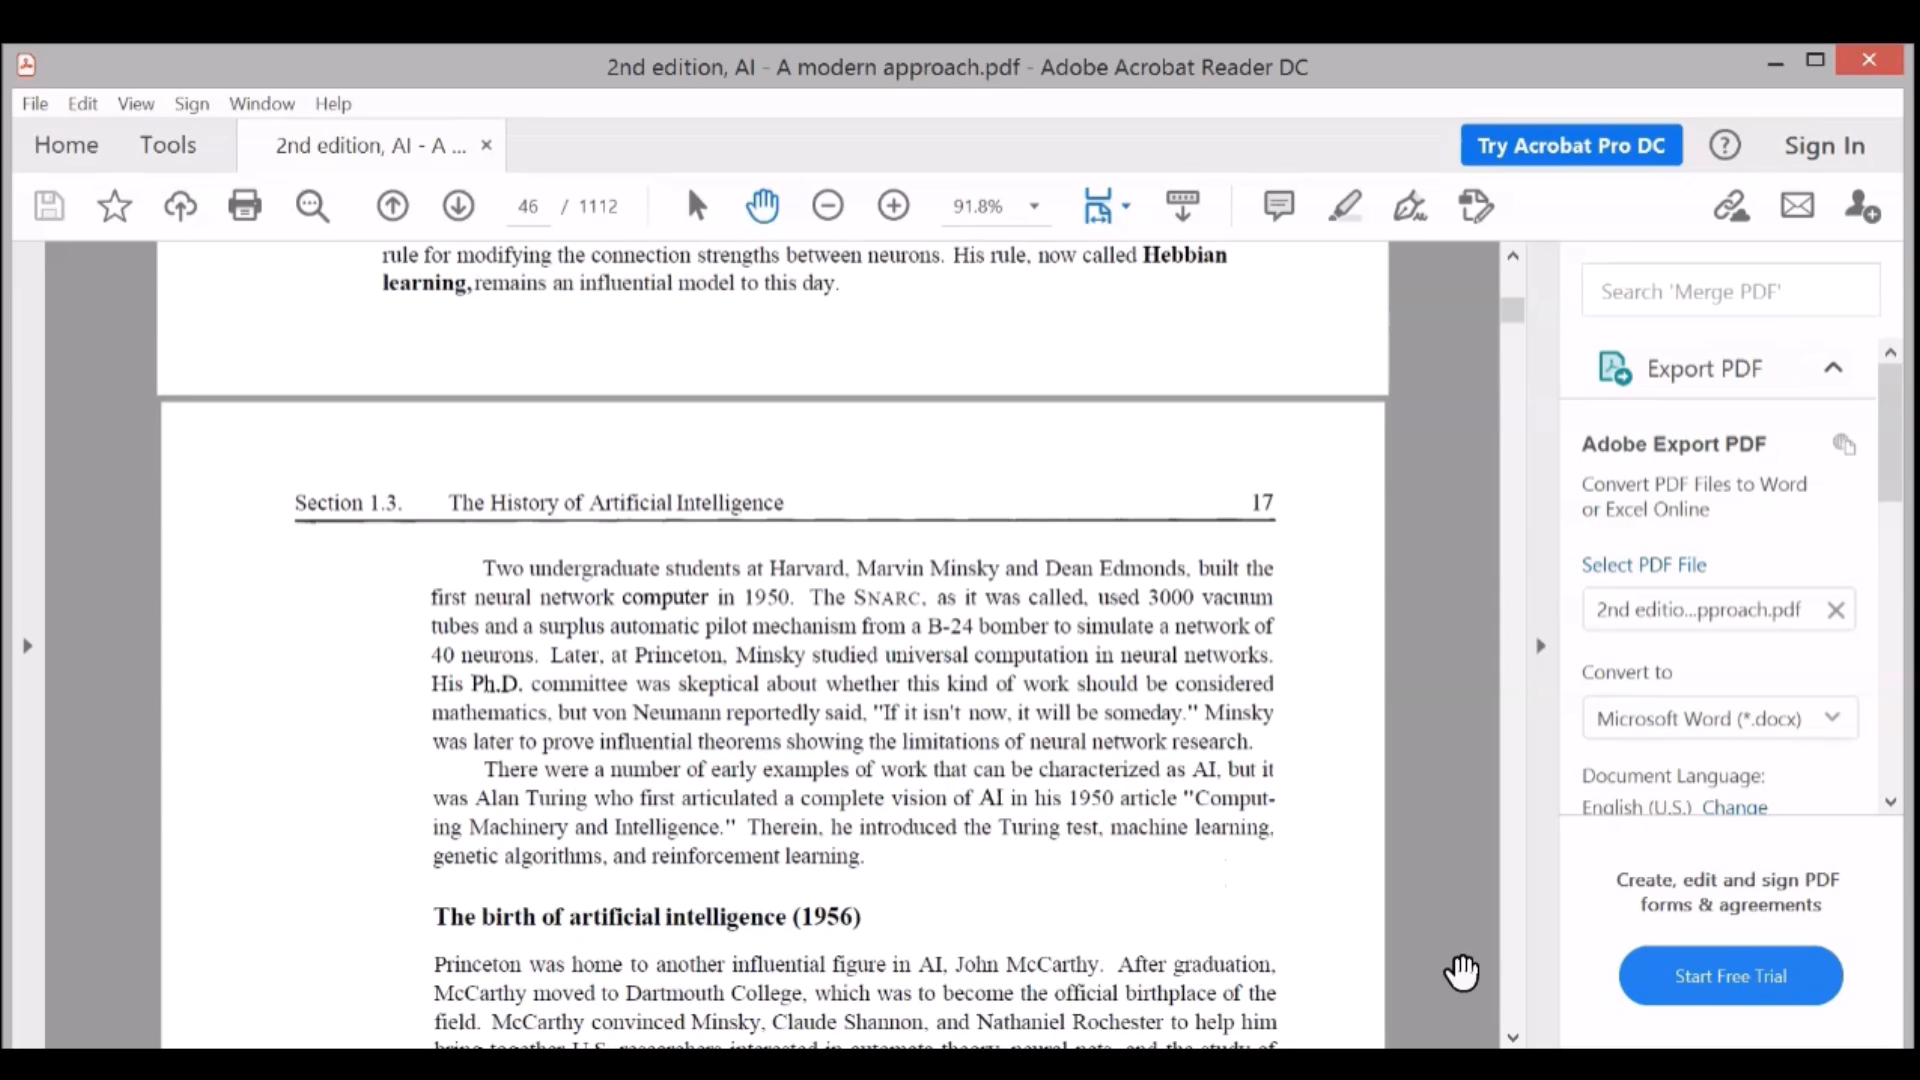 2nd edition, AI - A modern approach.pdf - Adobe Acrobat Reader DC
File Edit View Sign Window Help
Home Tools 2nd edition, AI - A ... × Try Acrobat Pro DC ? Sign In
46 / 1112 91.8%
rule for modifying the connection strengths between neurons. His rule, now called Hebbian
learning, remains an influential model to this day.
Section 1.3. The History of Artificial Intelligence 17
Two undergraduate students at Harvard, Marvin Minsky and Dean Edmonds, built the
first neural network computer in 1950. The SNARC, as it was called, used 3000 vacuum
tubes and a surplus automatic pilot mechanism from a B-24 bomber to simulate a network of
40 neurons. Later, at Princeton, Minsky studied universal computation in neural networks.
His Ph.D. committee was skeptical about whether this kind of work should be considered
mathematics, but von Neumann reportedly said, "If it isn't now, it will be someday." Minsky
was later to prove influential theorems showing the limitations of neural network research.
There were a number of early examples of work that can be characterized as AI, but it
was Alan Turing who first articulated a complete vision of AI in his 1950 article "Comput-
ing Machinery and Intelligence." Therein, he introduced the Turing test, machine learning,
genetic algorithms, and reinforcement learning.
The birth of artificial intelligence (1956)
Princeton was home to another influential figure in AI, John McCarthy. After graduation,
McCarthy moved to Dartmouth College, which was to become the official birthplace of the
field. McCarthy convinced Minsky, Claude Shannon, and Nathaniel Rochester to help him
bring together U.S. researchers interested in automata theory, neural nets, and the study of
Search 'Merge PDF'
Export PDF
Adobe Export PDF
Convert PDF Files to Word
or Excel Online
Select PDF File
2nd editio...pproach.pdf
Convert to
Microsoft Word (*.docx)
Document Language:
English (U.S.) Change
Create, edit and sign PDF
forms & agreements
Start Free Trial